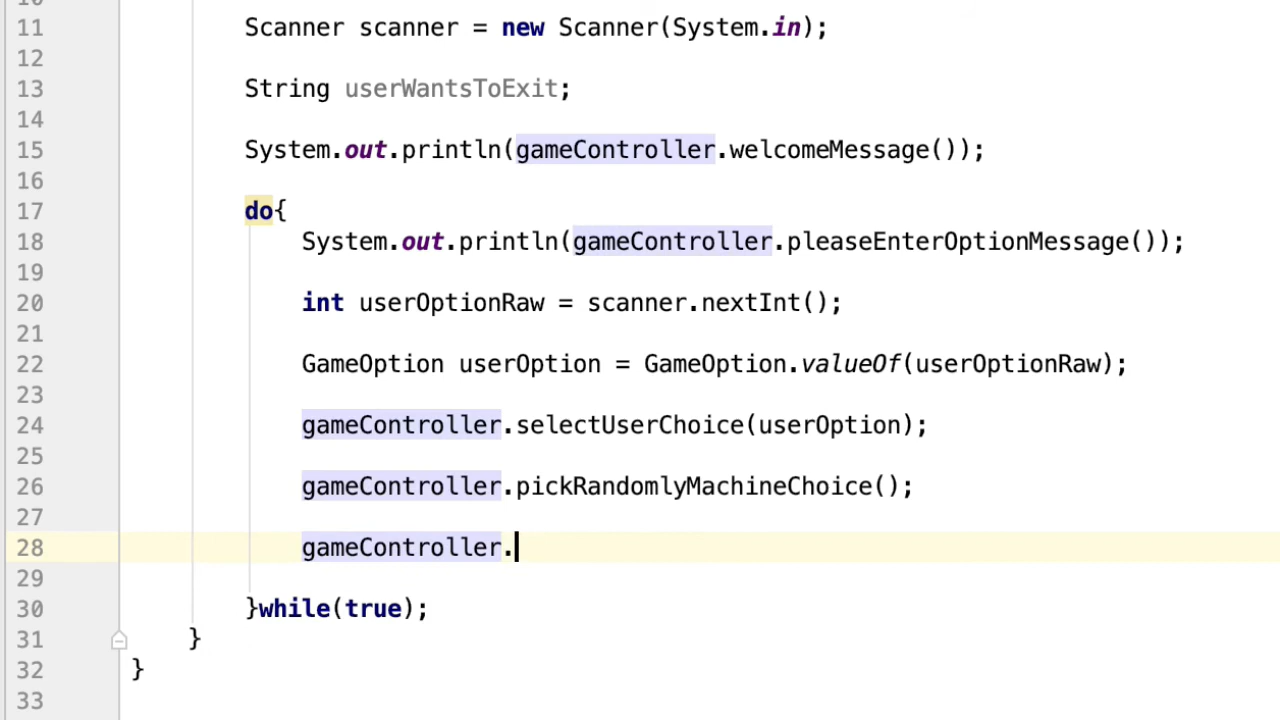 11 Scanner scanner = new Scanner(System.in);
12
13 String userWantsToExit;
14
15 System.out.println(gameController.welcomeMessage());
16
17 do{
18 System.out.println(gameController.pleaseEnterOptionMessage());
19
20 int userOptionRaw = scanner.nextInt();
21
22 GameOption userOption = GameOption.valueOf(userOptionRaw);
23
24 gameController.selectUserChoice(userOption);
25
26 gameController.pickRandomlyMachineChoice();
27
28 gameController.
29
30 }while(true);
31 }
32 }
33